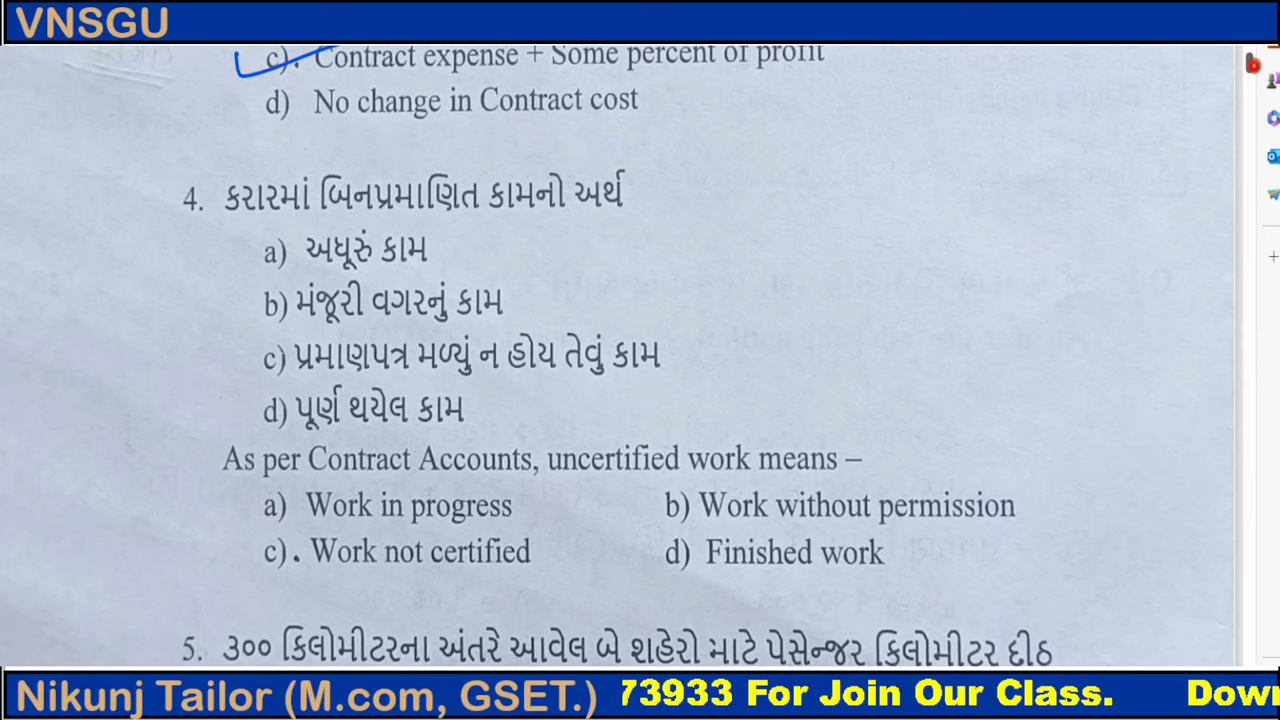 VNSGU
c). Contract expense + Some percent of profit
d) No change in Contract cost
4. કરારમાં બિનપ્રમાણિત કામનો અર્થ
a) અધૂરું કામ
b) મંજૂરી વગરનું કામ
c) પ્રમાણપત્ર મળ્યું ન હોય તેવું કામ
d) પૂર્ણ થયેલ કામ
As per Contract Accounts, uncertified work means –
a) Work in progress b) Work without permission
c). Work not certified d) Finished work
5. ૩૦૦ કિલોમીટરના અંતરે આવેલ બે શહેરો માટે પેસેન્જર કિલોમીટર દીઠ
Nikunj Tailor (M.com, GSET.) 73933 For Join Our Class. Down